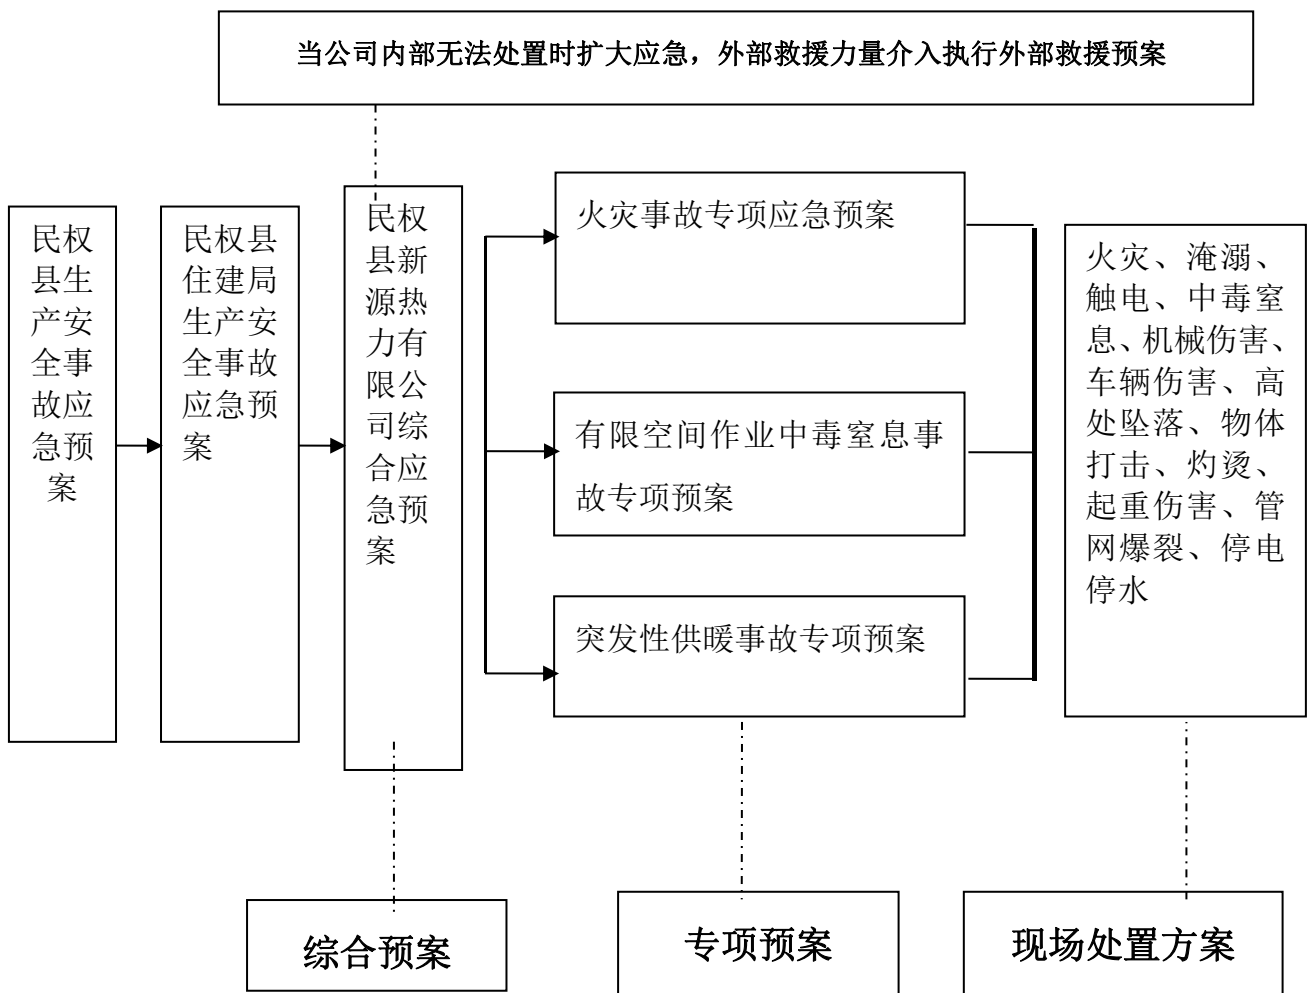 当公司内部无法处置时扩大应急，外部救援力量介入执行外部救援预案
民权
县生
产安
全事
故应
急预
案
民权县
住建局
生产安
全事故
应急预
案
民权
县新
源热
力有
限公
司综
合应
急预
案
火灾事故专项应急预案
有限空间作业中毒窒息事
故专项预案
突发性供暖事故专项预案
火灾、淹溺、
触电、中毒窒
息、机械伤害、
车辆伤害、高
处坠落、物体
打击、灼烫、
起重伤害、管
网爆裂、停电
停水
综合预案
专项预案
现场处置方案